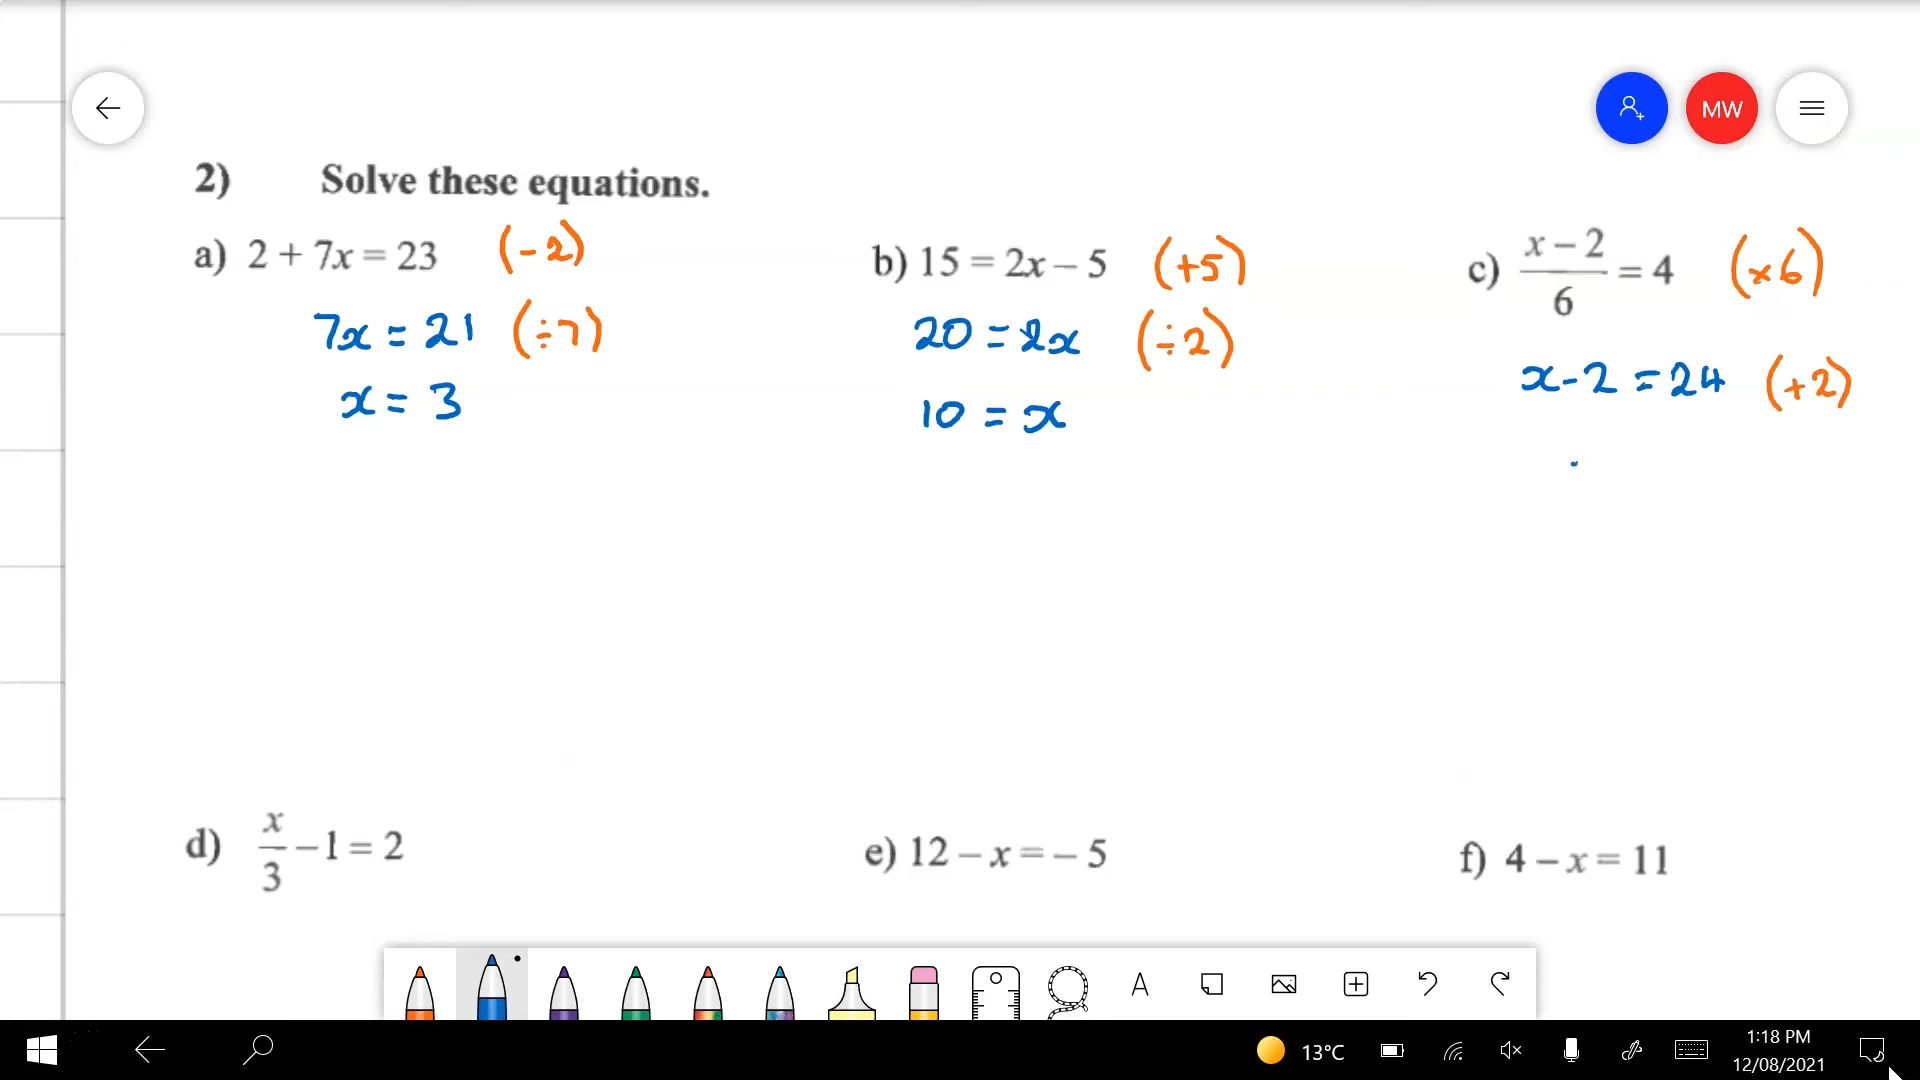 MW
2) Solve these equations.
a) 2 + 7x = 23 (-2)
7x = 21 (÷7)
x = 3
b) 15 = 2x – 5 (+5)
20 = 2x (÷2)
10 = x
c) x – 2 / 6 = 4 (×6)
x - 2 = 24 (+2)
d) x / 3 – 1 = 2
e) 12 – x = – 5
f) 4 – x = 11
A
13°C
1:18 PM
12/08/2021